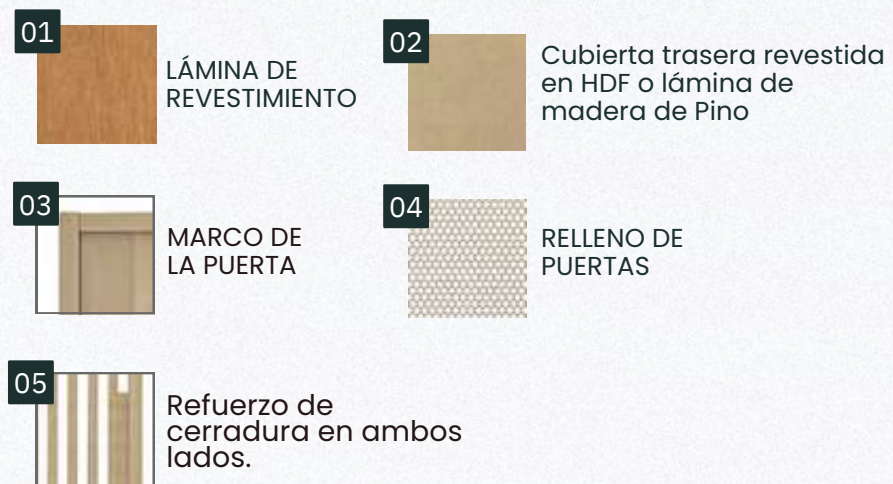 01
LÁMINA DE
REVESTIMIENTO
02
Cubierta trasera revestida
en HDF o lámina de
madera de Pino
03
MARCO DE
LA PUERTA
04
RELLENO DE
PUERTAS
05
Refuerzo de
cerradura en ambos
lados.